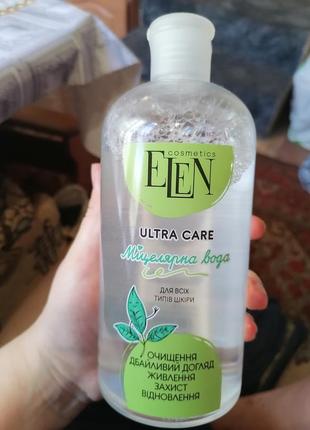 cosmetics
ELEN
ULTRA CARE
Міцелярна вода
ДЛЯ ВСІХ
ТИПІВ ШКІРИ
ОЧИЩЕННЯ
ДБАЙЛИВИЙ ДОГЛЯД
ЖИВЛЕННЯ
ЗАХИСТ
ВІДНОВЛЕННЯ